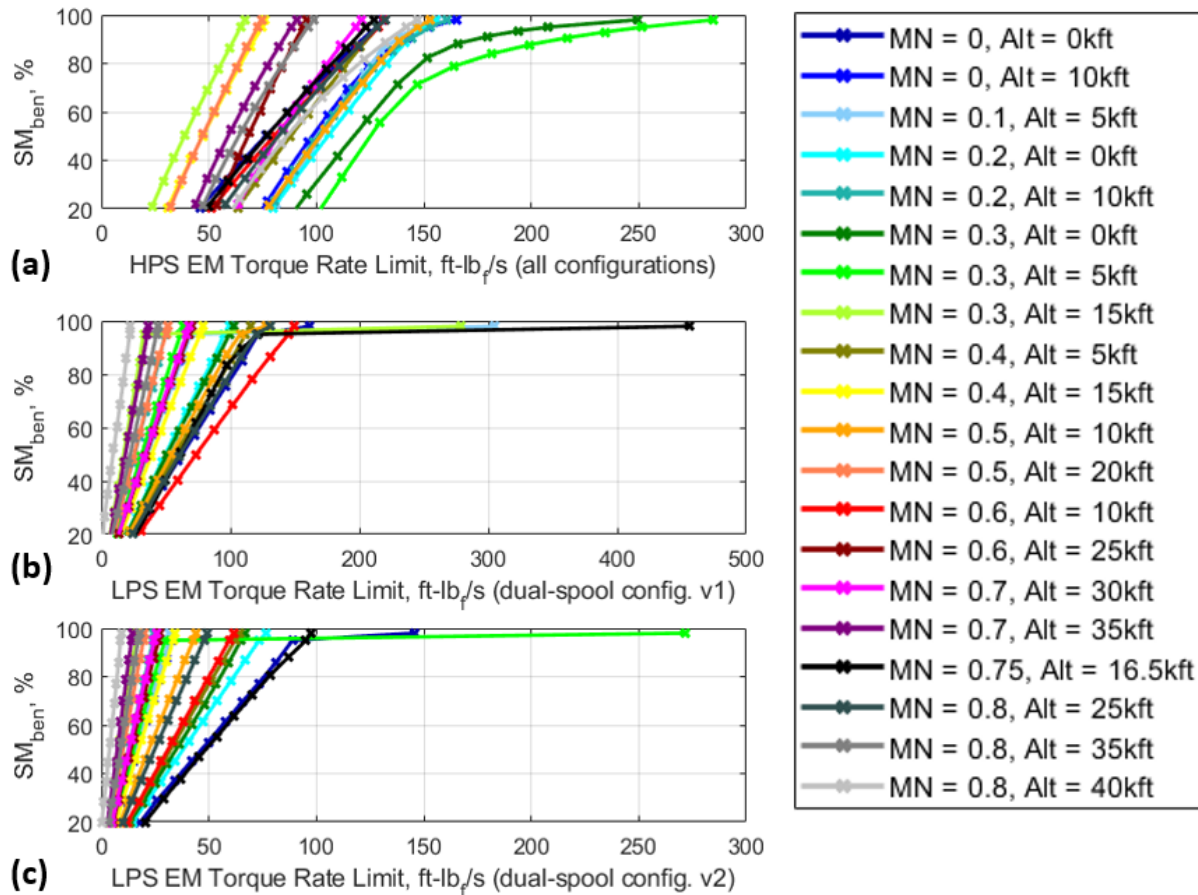 100
80
60
40
20
SM_ben, %
0 50 100 150 200 250 300
(a)
HPS EM Torque Rate Limit, ft-lb_f/s (all configurations)
100
80
60
40
20
SM_ben, %
0 100 200 300 400 500
(b)
LPS EM Torque Rate Limit, ft-lb_f/s (dual-spool config. v1)
100
80
60
40
20
SM_ben, %
0 50 100 150 200 250 300
(c)
LPS EM Torque Rate Limit, ft-lb_f/s (dual-spool config. v2)
MN = 0, Alt = 0kft
MN = 0, Alt = 10kft
MN = 0.1, Alt = 5kft
MN = 0.2, Alt = 0kft
MN = 0.2, Alt = 10kft
MN = 0.3, Alt = 0kft
MN = 0.3, Alt = 5kft
MN = 0.3, Alt = 15kft
MN = 0.4, Alt = 5kft
MN = 0.4, Alt = 15kft
MN = 0.5, Alt = 10kft
MN = 0.5, Alt = 20kft
MN = 0.6, Alt = 10kft
MN = 0.6, Alt = 25kft
MN = 0.7, Alt = 30kft
MN = 0.7, Alt = 35kft
MN = 0.75, Alt = 16.5kft
MN = 0.8, Alt = 25kft
MN = 0.8, Alt = 35kft
MN = 0.8, Alt = 40kft